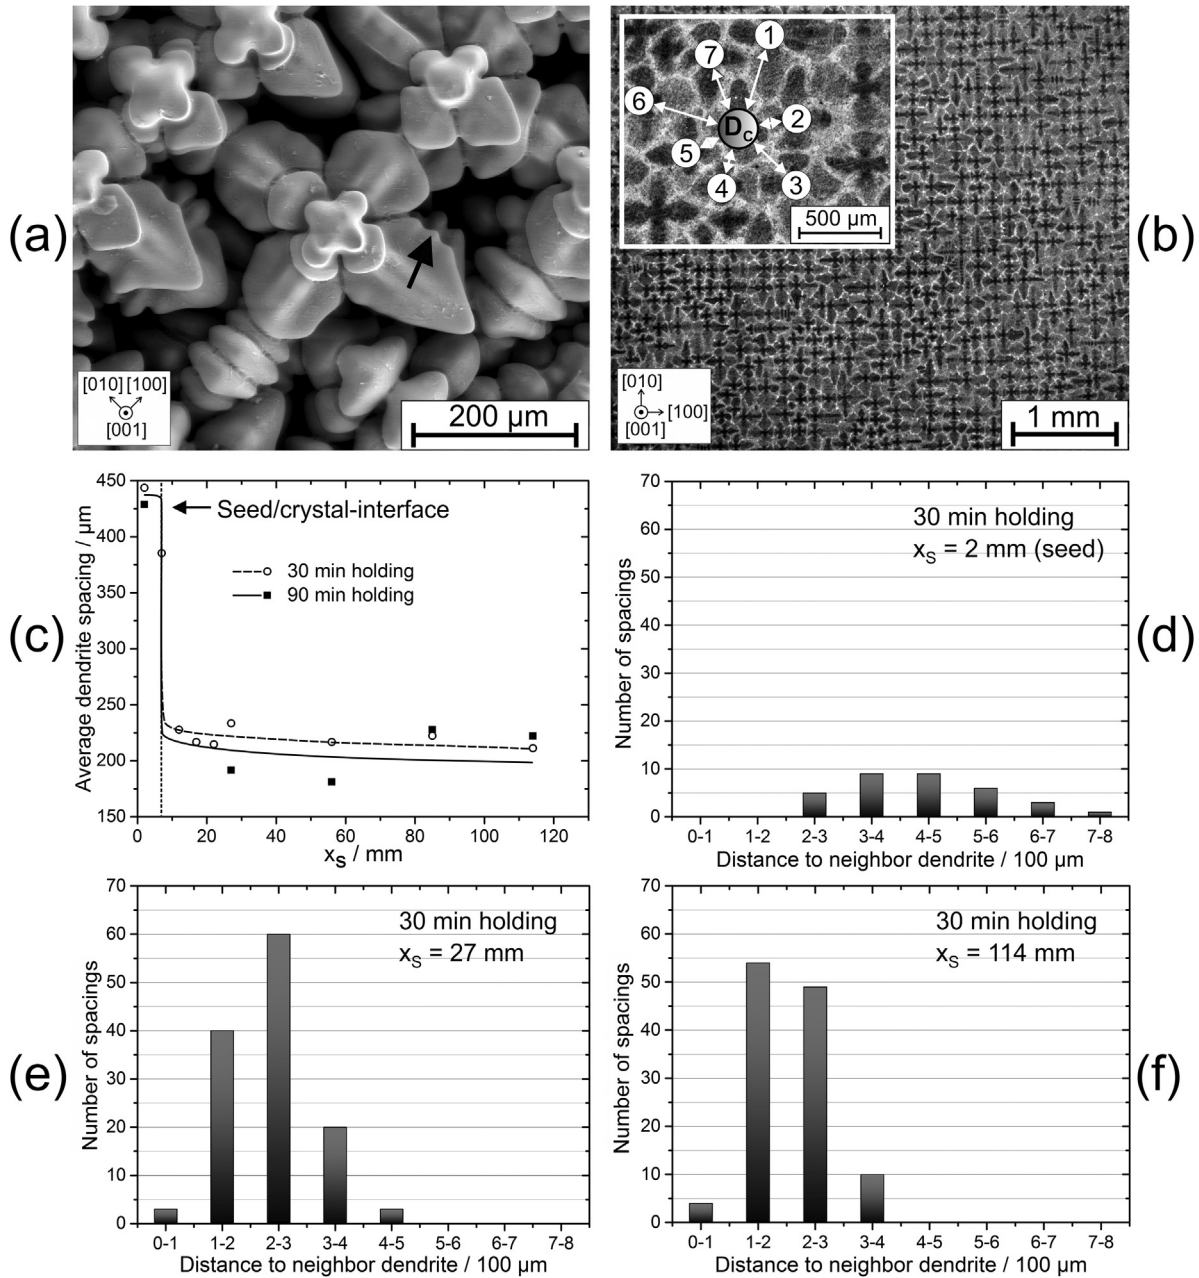 (a)
[010] [100]
[001]
200 µm
7
1
6
2
D_c
5
4
3
500 µm
(b)
[010]
[100]
[001]
1 mm
(c)
Average dendrite spacing / µm
450
400
350
300
250
200
150
Seed/crystal-interface
30 min holding
90 min holding
0 20 40 60 80 100 120
x_S / mm
(d)
Number of spacings
70
60
50
40
30
20
10
0
30 min holding
x_S = 2 mm (seed)
0-1 1-2 2-3 3-4 4-5 5-6 6-7 7-8
Distance to neighbor dendrite / 100 µm
(e)
Number of spacings
70
60
50
40
30
20
10
0
30 min holding
x_S = 27 mm
0-1 1-2 2-3 3-4 4-5 5-6 6-7 7-8
Distance to neighbor dendrite / 100 µm
(f)
Number of spacings
70
60
50
40
30
20
10
0
30 min holding
x_S = 114 mm
0-1 1-2 2-3 3-4 4-5 5-6 6-7 7-8
Distance to neighbor dendrite / 100 µm